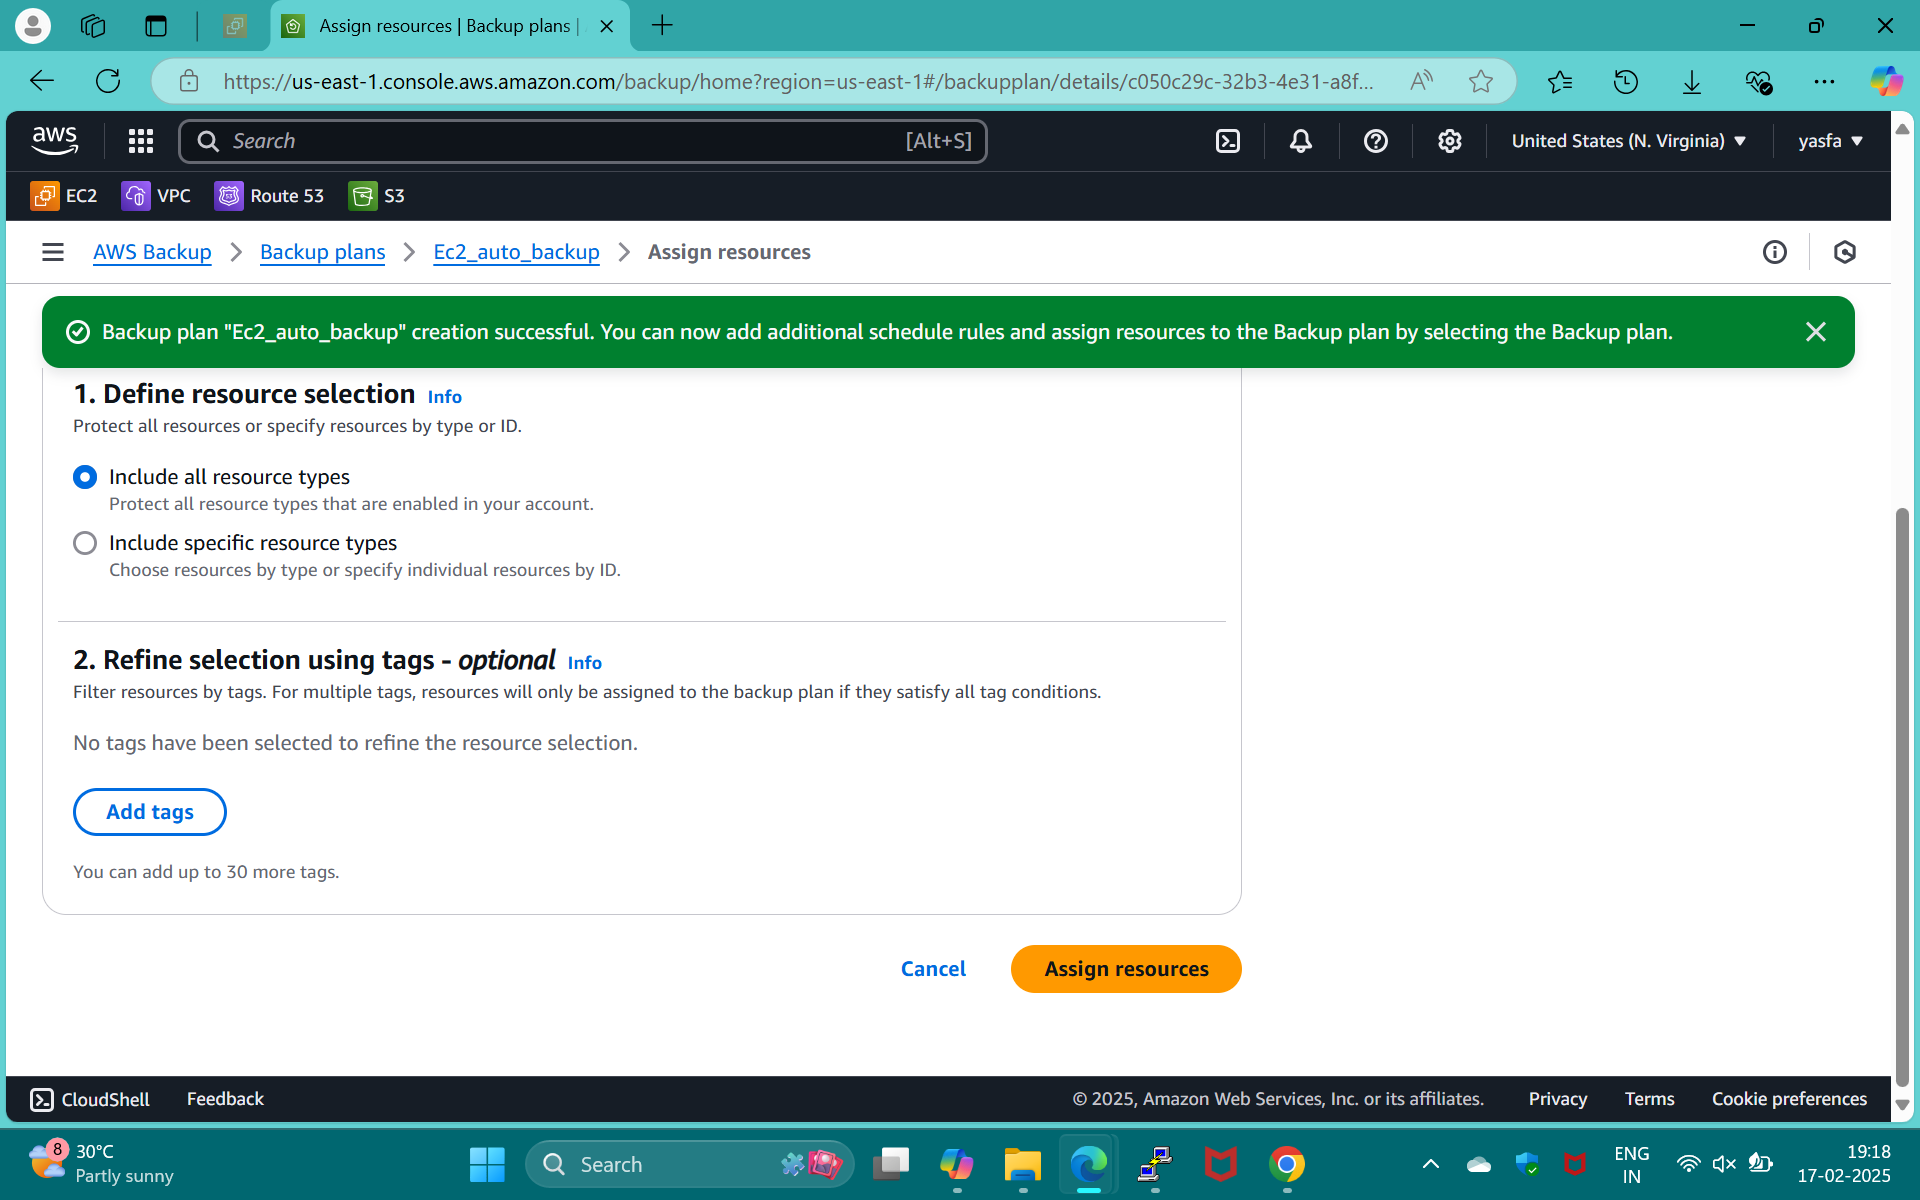 Assign resources | Backup plans |
https://us-east-1.console.aws.amazon.com/backup/home?region=us-east-1#/backupplan/details/c050c29c-32b3-4e31-a8f...
aws
Search
[Alt+S]
United States (N. Virginia)
yasfa
EC2
VPC
Route 53
S3
AWS Backup
Backup plans
Ec2_auto_backup
Assign resources
Backup plan "Ec2_auto_backup" creation successful. You can now add additional schedule rules and assign resources to the Backup plan by selecting the Backup plan.
1. Define resource selection Info
Protect all resources or specify resources by type or ID.
Include all resource types
Protect all resource types that are enabled in your account.
Include specific resource types
Choose resources by type or specify individual resources by ID.
2. Refine selection using tags - optional Info
Filter resources by tags. For multiple tags, resources will only be assigned to the backup plan if they satisfy all tag conditions.
No tags have been selected to refine the resource selection.
Add tags
You can add up to 30 more tags.
Cancel
Assign resources
CloudShell
Feedback
© 2025, Amazon Web Services, Inc. or its affiliates.
Privacy
Terms
Cookie preferences
8
30°C
Partly sunny
Search
ENG
IN
19:18
17-02-2025